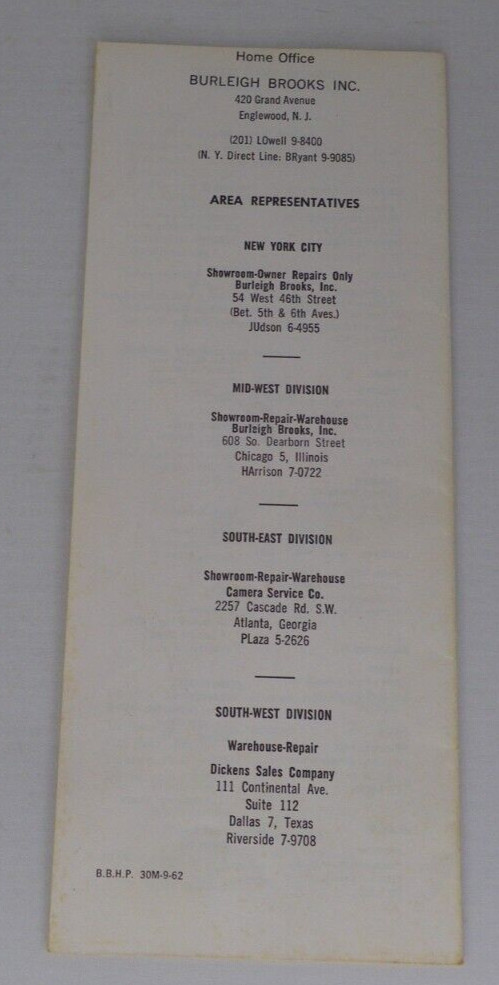 Home Office
BURLEIGH BROOKS INC.
420 Grand Avenue
Englewood, N. J.
(201) LOwell 9-8400
(N. Y. Direct Line: BRyant 9-9085)
AREA REPRESENTATIVES
NEW YORK CITY
Showroom-Owner Repairs Only
Burleigh Brooks, Inc.
54 West 46th Street
(Bet. 5th & 6th Aves.)
JUdson 6-4955
MID-WEST DIVISION
Showroom-Repair-Warehouse
Burleigh Brooks, Inc.
608 So. Dearborn Street
Chicago 5, Illinois
HArrison 7-0722
SOUTH-EAST DIVISION
Showroom-Repair-Warehouse
Camera Service Co.
2257 Cascade Rd. S.W.
Atlanta, Georgia
PLaza 5-2626
SOUTH-WEST DIVISION
Warehouse-Repair
Dickens Sales Company
111 Continental Ave.
Suite 112
Dallas 7, Texas
Riverside 7-9708
B.B.H.P. 30M-9-62